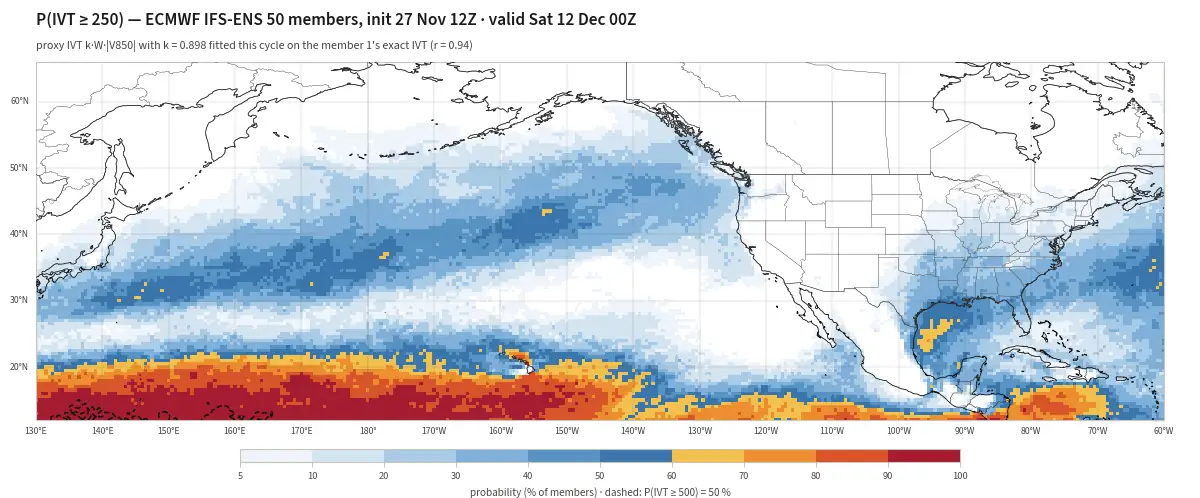 P(IVT ≥ 250) — ECMWF IFS-ENS 50 members, init 27 Nov 12Z · valid Sat 12 Dec 00Z
proxy IVT k·W·|V850| with k = 0.898 fitted this cycle on the member 1's exact IVT (r = 0.94)
60°N
50°N
40°N
30°N
20°N
130°E 140°E 150°E 160°E 170°E 180° 170°W 160°W 150°W 140°W 130°W 120°W 110°W 100°W 90°W 80°W 70°W 60°W
5 10 20 30 40 50 60 70 80 90 100
probability (% of members) · dashed: P(IVT ≥ 500) = 50 %